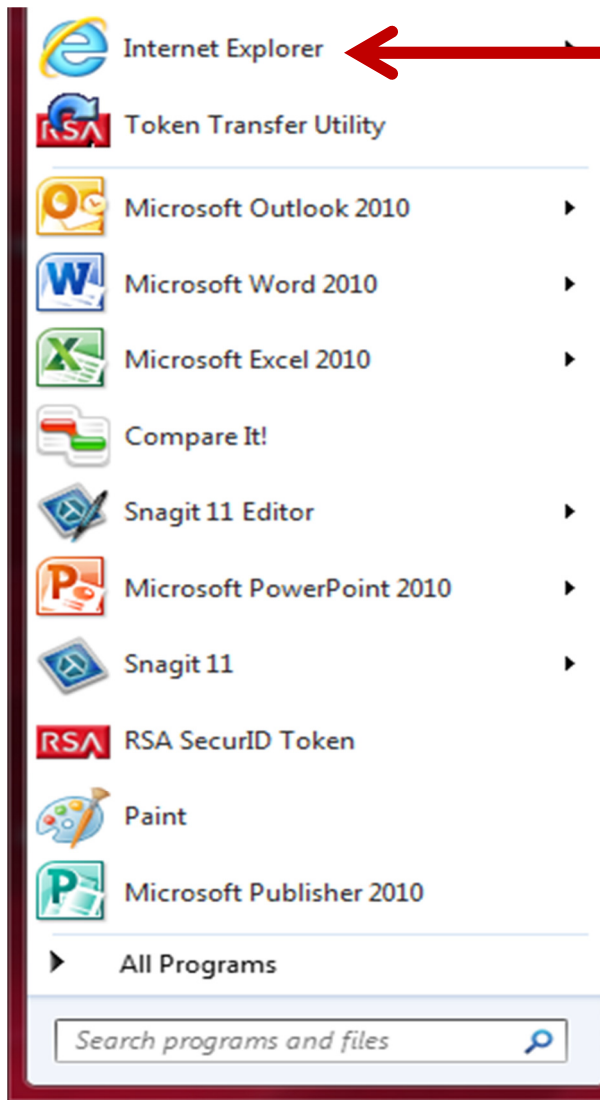 Internet Explorer
RSA Token Transfer Utility
Microsoft Outlook 2010
Microsoft Word 2010
Microsoft Excel 2010
Compare It!
Snagit 11 Editor
Microsoft PowerPoint 2010
Snagit 11
RSA RSA SecurID Token
Paint
Microsoft Publisher 2010
All Programs
Search programs and files